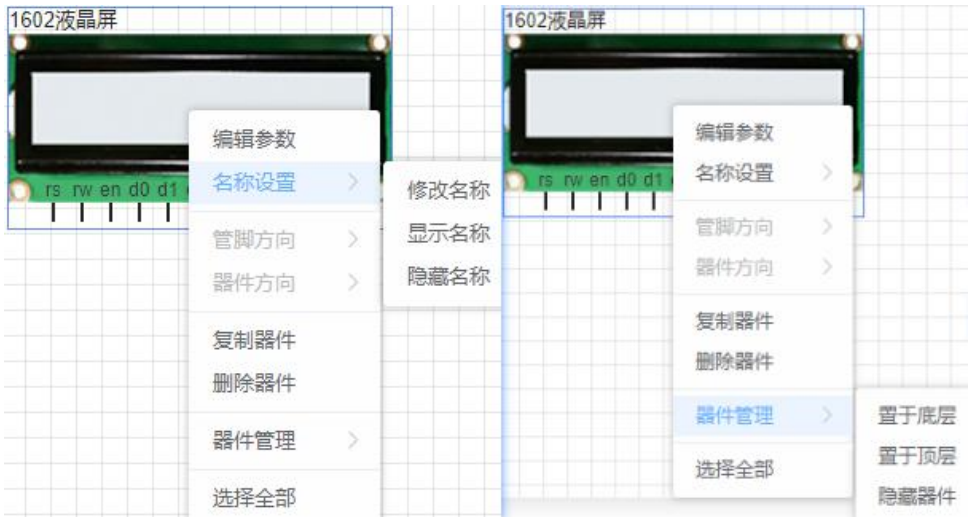 1602液晶屏
rs rw en d0 d1
编辑参数
名称设置
修改名称
显示名称
隐藏名称
管脚方向
器件方向
复制器件
删除器件
器件管理
选择全部
1602液晶屏
rs rw en d0 d1
编辑参数
名称设置
管脚方向
器件方向
复制器件
删除器件
器件管理
置于底层
置于顶层
隐藏器件
选择全部